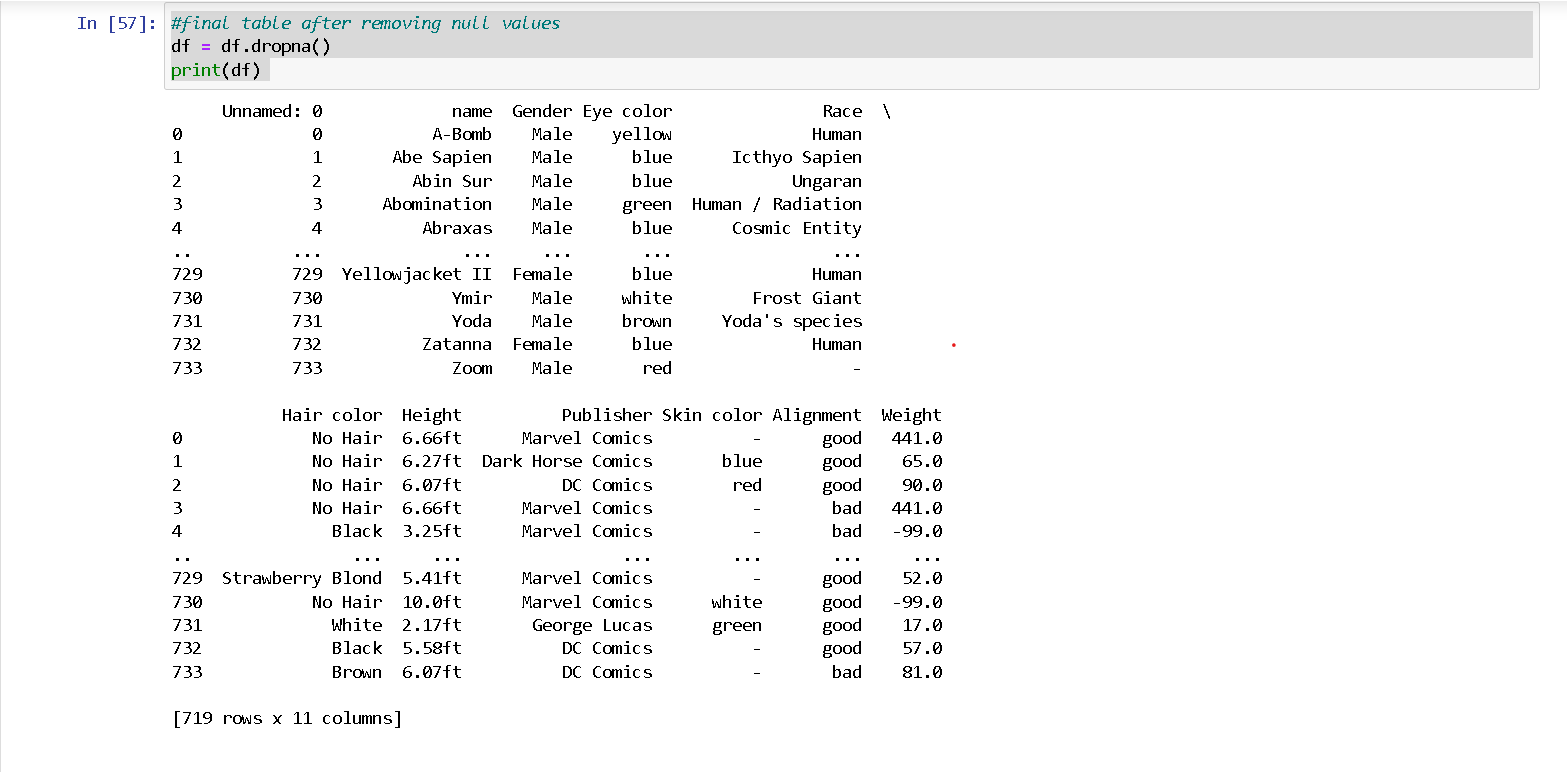 In [57]: #final table after removing null values
df = df.dropna()
print(df)
Unnamed: 0 name Gender Eye color Race \
0 0 A-Bomb Male yellow Human
1 1 Abe Sapien Male blue Icthyo Sapien
2 2 Abin Sur Male blue Ungaran
3 3 Abomination Male green Human / Radiation
4 4 Abraxas Male blue Cosmic Entity
.. ... ... ... ... ...
729 729 Yellowjacket II Female blue Human
730 730 Ymir Male white Frost Giant
731 731 Yoda Male brown Yoda's species
732 732 Zatanna Female blue Human
733 733 Zoom Male red -
Hair color Height Publisher Skin color Alignment Weight
0 No Hair 6.66ft Marvel Comics - good 441.0
1 No Hair 6.27ft Dark Horse Comics blue good 65.0
2 No Hair 6.07ft DC Comics red good 90.0
3 No Hair 6.66ft Marvel Comics - bad 441.0
4 Black 3.25ft Marvel Comics - bad -99.0
.. ... ... ... ... ... ...
729 Strawberry Blond 5.41ft Marvel Comics - good 52.0
730 No Hair 10.0ft Marvel Comics white good -99.0
731 White 2.17ft George Lucas green good 17.0
732 Black 5.58ft DC Comics - good 57.0
733 Brown 6.07ft DC Comics - bad 81.0
[719 rows x 11 columns]